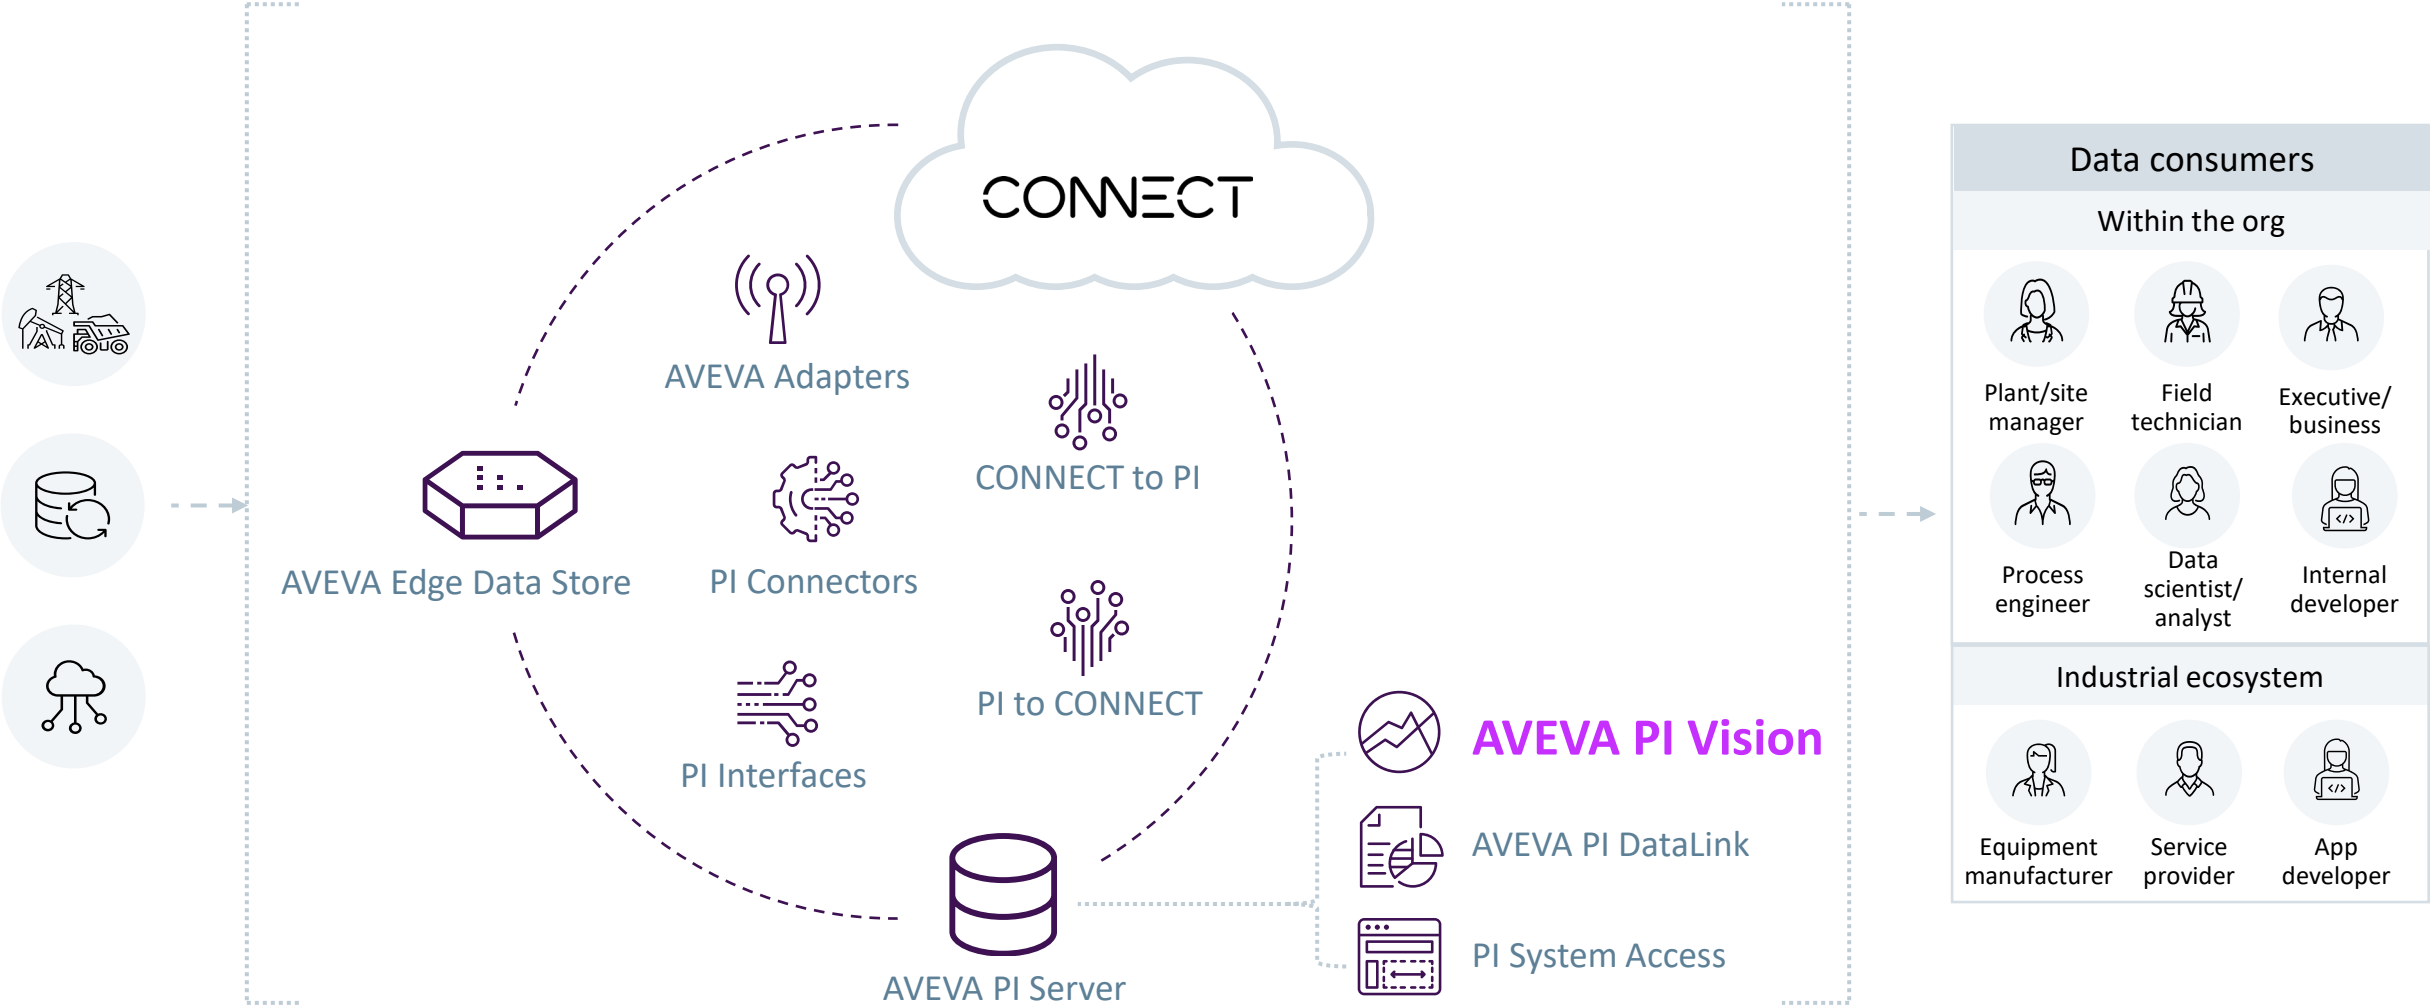 CONNECT
AVEVA Adapters
CONNECT to PI
AVEVA Edge Data Store
PI Connectors
PI to CONNECT
PI Interfaces
AVEVA PI Server
AVEVA PI Vision
AVEVA PI DataLink
PI System Access
Data consumers
Within the org
Plant/site
manager
Field
technician
Executive/
business
Process
engineer
Data
scientist/
analyst
Internal
developer
Industrial ecosystem
Equipment
manufacturer
Service
provider
App
developer